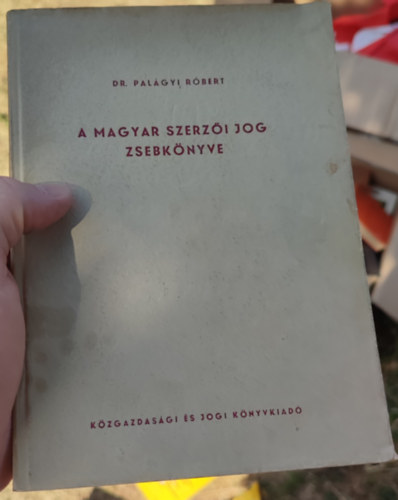 DR. PALÁGYI RÓBERT
A MAGYAR SZERZŐI JOG
ZSEBKÖNYVE
KÖZGAZDASÁGI ÉS JOGI KÖNYVKIADÓ